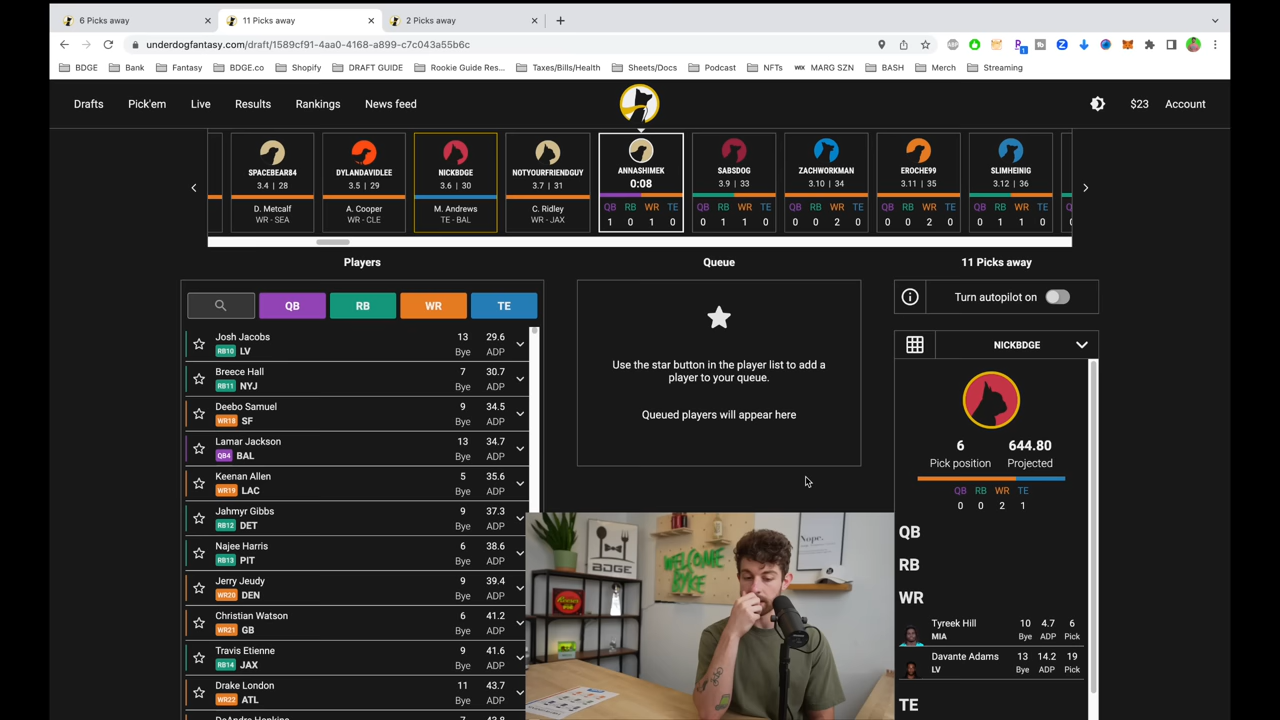 6 Picks away
11 Picks away
2 Picks away
underdogfantasy.com/draft/1589cf91-4aa0-4168-a899-c7c043a55b6c
BDGE Bank Fantasy BDGE.co Shopify DRAFT GUIDE Rookie Guide Res... Taxes/Bills/Health Sheets/Docs Podcast NFTs WIX MARG SZN BASH Merch Streaming
Drafts Pick'em Live Results Rankings News feed $23 Account
SPACEBEAR84 DYLANDAVIDLEE NICKBDGE NOTYOURFRIENDGUY ANNASHIMEK SABSDOG ZACHWORKMAN EROCHE99 SLIMHEINIG
3.4 | 28 3.5 | 29 3.6 | 30 3.7 | 31 0:08 3.9 | 33 3.10 | 34 3.11 | 35 3.12 | 36
D. Metcalf A. Cooper M. Andrews C. Ridley QB RB WR TE QB RB WR TE QB RB WR TE QB RB WR TE QB RB WR TE
WR - SEA WR - CLE TE - BAL WR - JAX 1 0 1 0 0 1 1 0 0 0 2 0 0 0 2 0 0 1 1 0
Players Queue 11 Picks away
QB RB WR TE
Turn autopilot on
Josh Jacobs 13 29.6
RB10 LV Bye ADP
Breece Hall 7 30.7
RB11 NYJ Bye ADP
Deebo Samuel 9 34.5
WR18 SF Bye ADP
Lamar Jackson 13 34.7
QB4 BAL Bye ADP
Keenan Allen 5 35.6
WR19 LAC Bye ADP
Jahmyr Gibbs 9 37.3
RB12 DET Bye ADP
Najee Harris 6 38.6
RB13 PIT Bye ADP
Jerry Jeudy 9 39.4
WR20 DEN Bye ADP
Christian Watson 6 41.2
WR21 GB Bye ADP
Travis Etienne 9 41.6
RB14 JAX Bye ADP
Drake London 11 43.7
WR22 ATL Bye ADP
DeAndre Hopkins 7 43.8
Use the star button in the player list to add a
player to your queue.
Queued players will appear here
NICKBDGE
6 644.80
Pick position Projected
QB RB WR TE
0 0 2 1
QB
RB
WR
Tyreek Hill 10 4.7 6
MIA Bye ADP Pick
Davante Adams 13 14.2 19
LV Bye ADP Pick
TE
BDGE
WELCOME
BYKE
Nope.